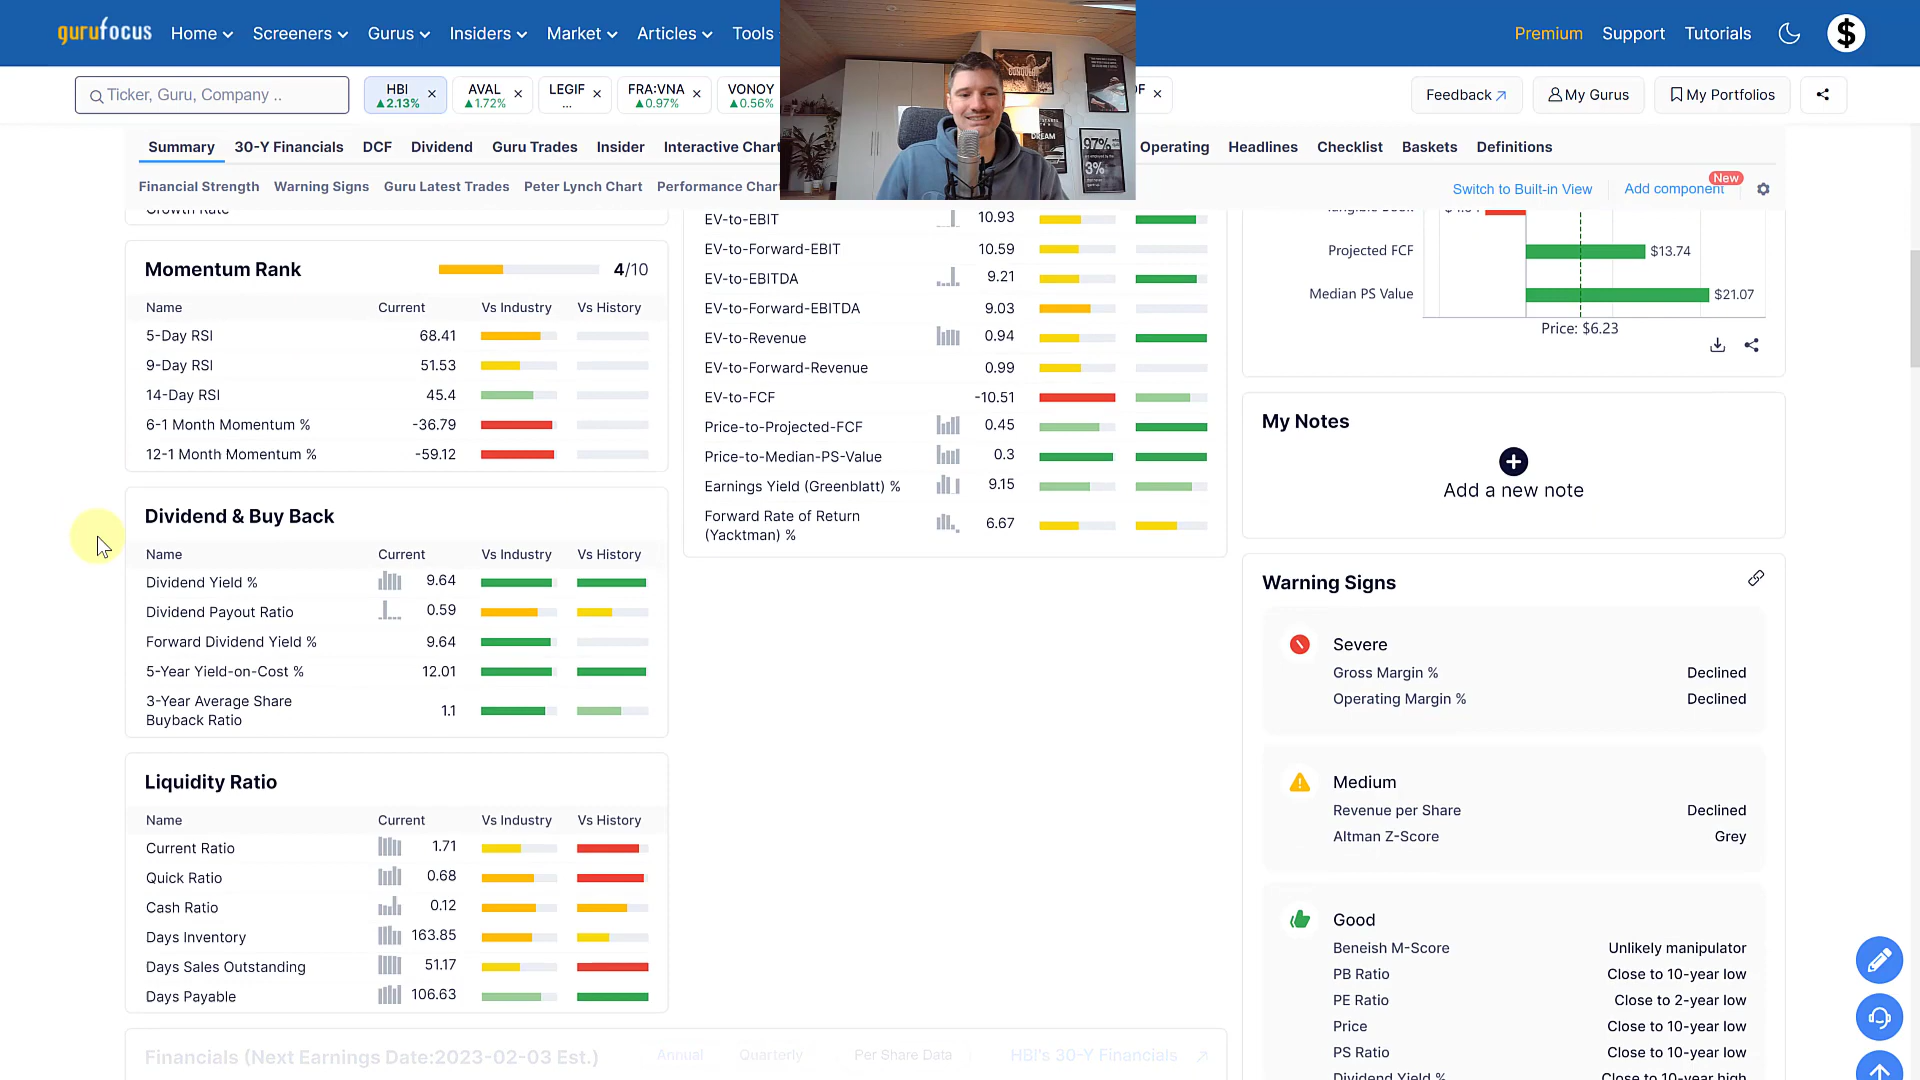 gurufocus Home Screeners Gurus Insiders Market Articles Tools Premium Support Tutorials $
Ticker, Guru, Company ..
HBI 2.13%
AVAL 1.72%
LEGIF ...
FRA:VNA 0.97%
VONOY 0.56%
Feedback My Gurus My Portfolios
Summary 30-Y Financials DCF Dividend Guru Trades Insider Interactive Chart Operating Headlines Checklist Baskets Definitions
Financial Strength Warning Signs Guru Latest Trades Peter Lynch Chart Performance Char Switch to Built-in View Add component New
CONQUER
DREAM
97%
3%
Growth Rate
Momentum Rank 4/10
Name Current Vs Industry Vs History
5-Day RSI 68.41
9-Day RSI 51.53
14-Day RSI 45.4
6-1 Month Momentum % -36.79
12-1 Month Momentum % -59.12
Dividend & Buy Back
Name Current Vs Industry Vs History
Dividend Yield % 9.64
Dividend Payout Ratio 0.59
Forward Dividend Yield % 9.64
5-Year Yield-on-Cost % 12.01
3-Year Average Share
Buyback Ratio 1.1
Liquidity Ratio
Name Current Vs Industry Vs History
Current Ratio 1.71
Quick Ratio 0.68
Cash Ratio 0.12
Days Inventory 163.85
Days Sales Outstanding 51.17
Days Payable 106.63
Financials (Next Earnings Date:2023-02-03 Est.) Annual Quarterly Per Share Data HBI's 30-Y Financials
EV-to-EBIT 10.93
EV-to-Forward-EBIT 10.59
EV-to-EBITDA 9.21
EV-to-Forward-EBITDA 9.03
EV-to-Revenue 0.94
EV-to-Forward-Revenue 0.99
EV-to-FCF -10.51
Price-to-Projected-FCF 0.45
Price-to-Median-PS-Value 0.3
Earnings Yield (Greenblatt) % 9.15
Forward Rate of Return
(Yacktman) % 6.67
Projected FCF $13.74
Median PS Value $21.07
Price: $6.23
My Notes
Add a new note
Warning Signs
Severe
Gross Margin % Declined
Operating Margin % Declined
Medium
Revenue per Share Declined
Altman Z-Score Grey
Good
Beneish M-Score Unlikely manipulator
PB Ratio Close to 10-year low
PE Ratio Close to 2-year low
Price Close to 10-year low
PS Ratio Close to 10-year low
Dividend Yield % Close to 10-year high